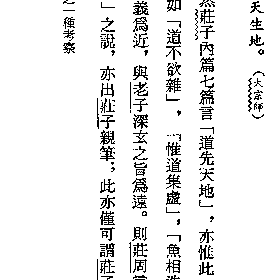 天生地。(大宗師)
然莊子內篇七篇言「道先天地」,亦惟此
如「道不欲雜」,「惟道集虛」,「魚相
義爲近,與老子深玄之旨爲遠。則莊周
」之說,亦出莊子親筆;此亦僅可謂莊子
之一種考察